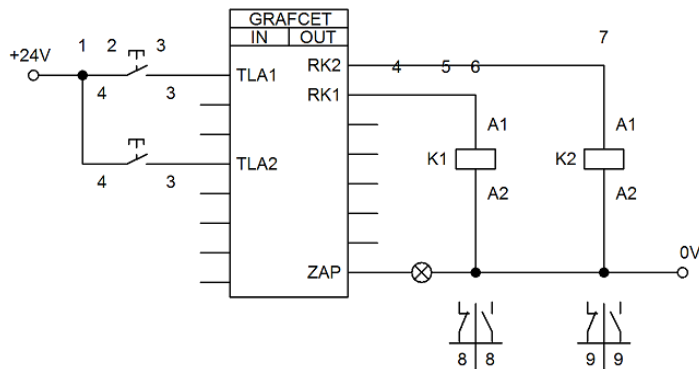 GRAFCET
IN OUT
1 2 3 7
+24V
4 3 TLA1 RK2 4 5 6
RK1
A1 A1
TLA2 K1 K2
4 3 A2 A2
0V
ZAP
8 8 9 9